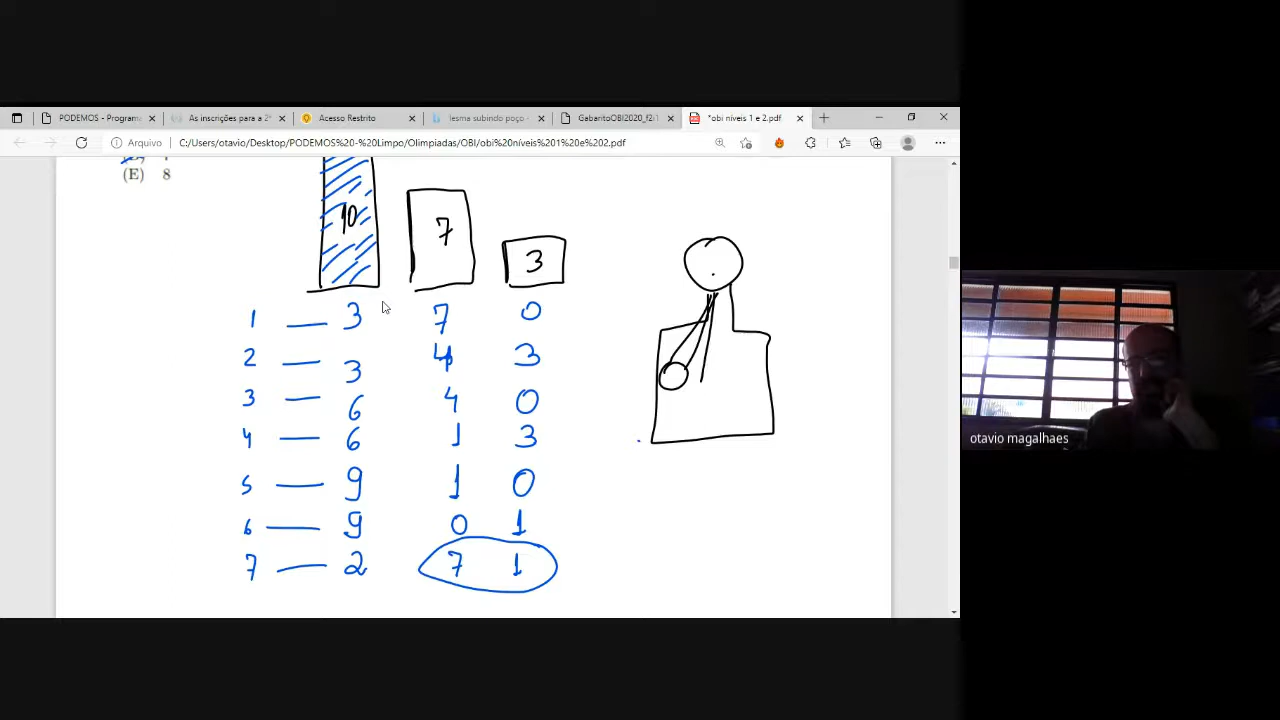 PODEMOS - Programa
As inscrições para a 2ª
Acesso Restrito
lesma subindo poço -
GabaritoOBI2020_f2i1
*obi níveis 1 e 2.pdf
Arquivo C:/Users/otavio/Desktop/PODEMOS%20-%20Limpo/Olimpiadas/OBI/obi%20níveis%201%20e%202.pdf
(E) 8
10
7
3
1 — 3 7 0
2 — 3 4 3
3 — 6 4 0
4 — 6 1 3
5 — 9 1 0
6 — 9 0 1
7 — 2 7 1
otavio magalhaes